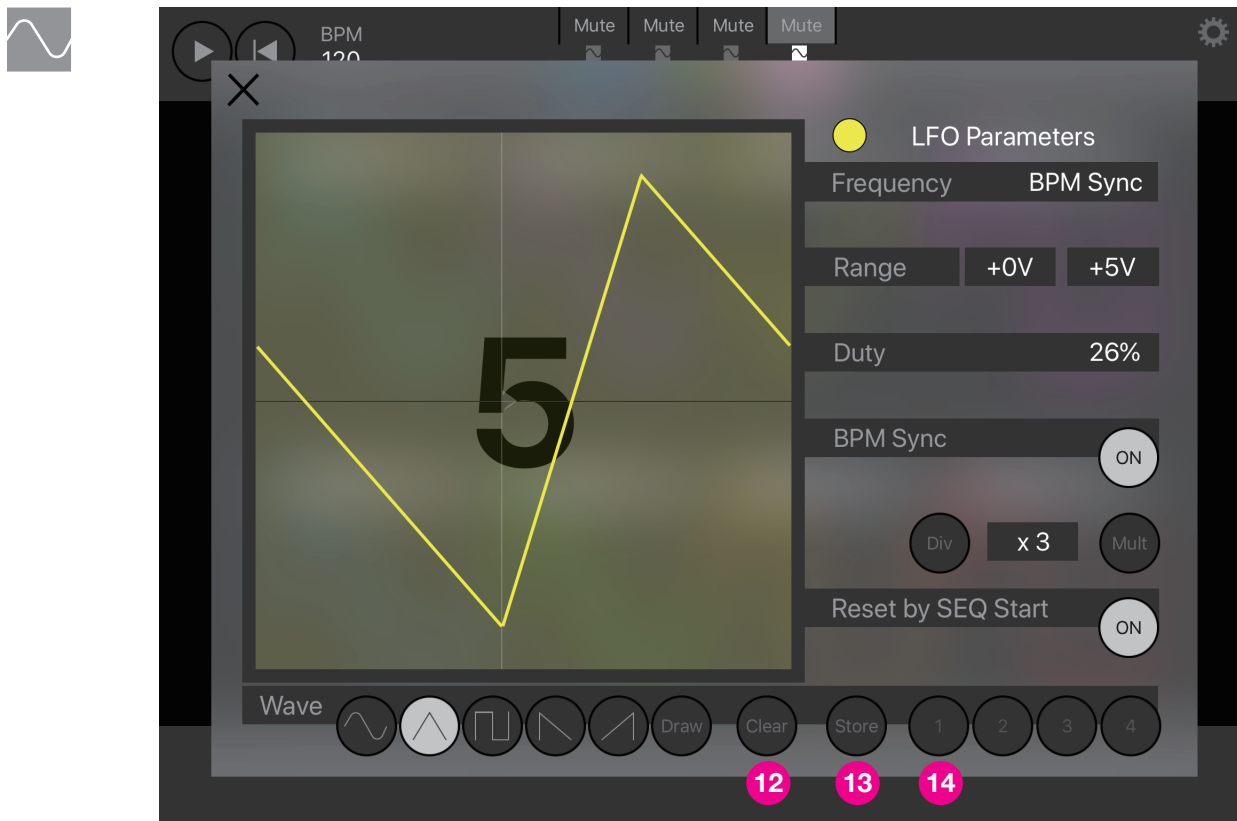 BPM
120
Mute Mute Mute Mute
LFO Parameters
Frequency BPM Sync
Range +0V +5V
Duty 26%
5
BPM Sync ON
Div x 3 Mult
Reset by SEQ Start ON
Wave Draw Clear Store 1 2 3 4
12 13 14